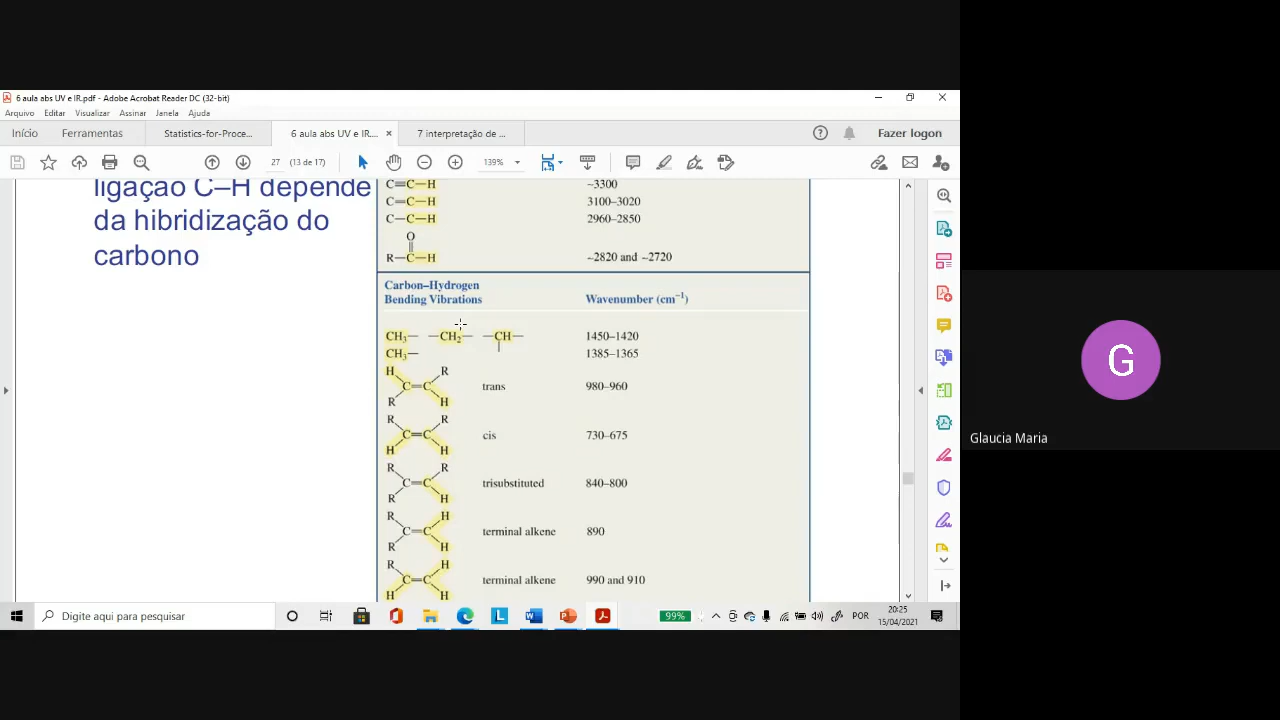 6 aula abs UV e IR.pdf - Adobe Acrobat Reader DC (32-bit)
Arquivo Editar Visualizar Assinar Janela Ajuda
Início Ferramentas Statistics-for-Proce... 6 aula abs UV e IR.... × 7 interpretação de ... Fazer logon
27 (13 de 17) 139%
ligação C–H depende
da hibridização do
carbono
C≡C—H ~3300
C=C—H 3100–3020
C—C—H 2960–2850
O
R—C—H ~2820 and ~2720
Carbon–Hydrogen
Bending Vibrations Wavenumber (cm⁻¹)
CH₃— —CH₂— —CH— 1450–1420
CH₃— 1385–1365
H R
C=C trans 980–960
R H
R R
C=C cis 730–675
H H
R R
C=C trisubstituted 840–800
R H
R H
C=C terminal alkene 890
R H
R H
C=C terminal alkene 990 and 910
H H
Digite aqui para pesquisar
99% POR 20:25
15/04/2021
G
Glaucia Maria